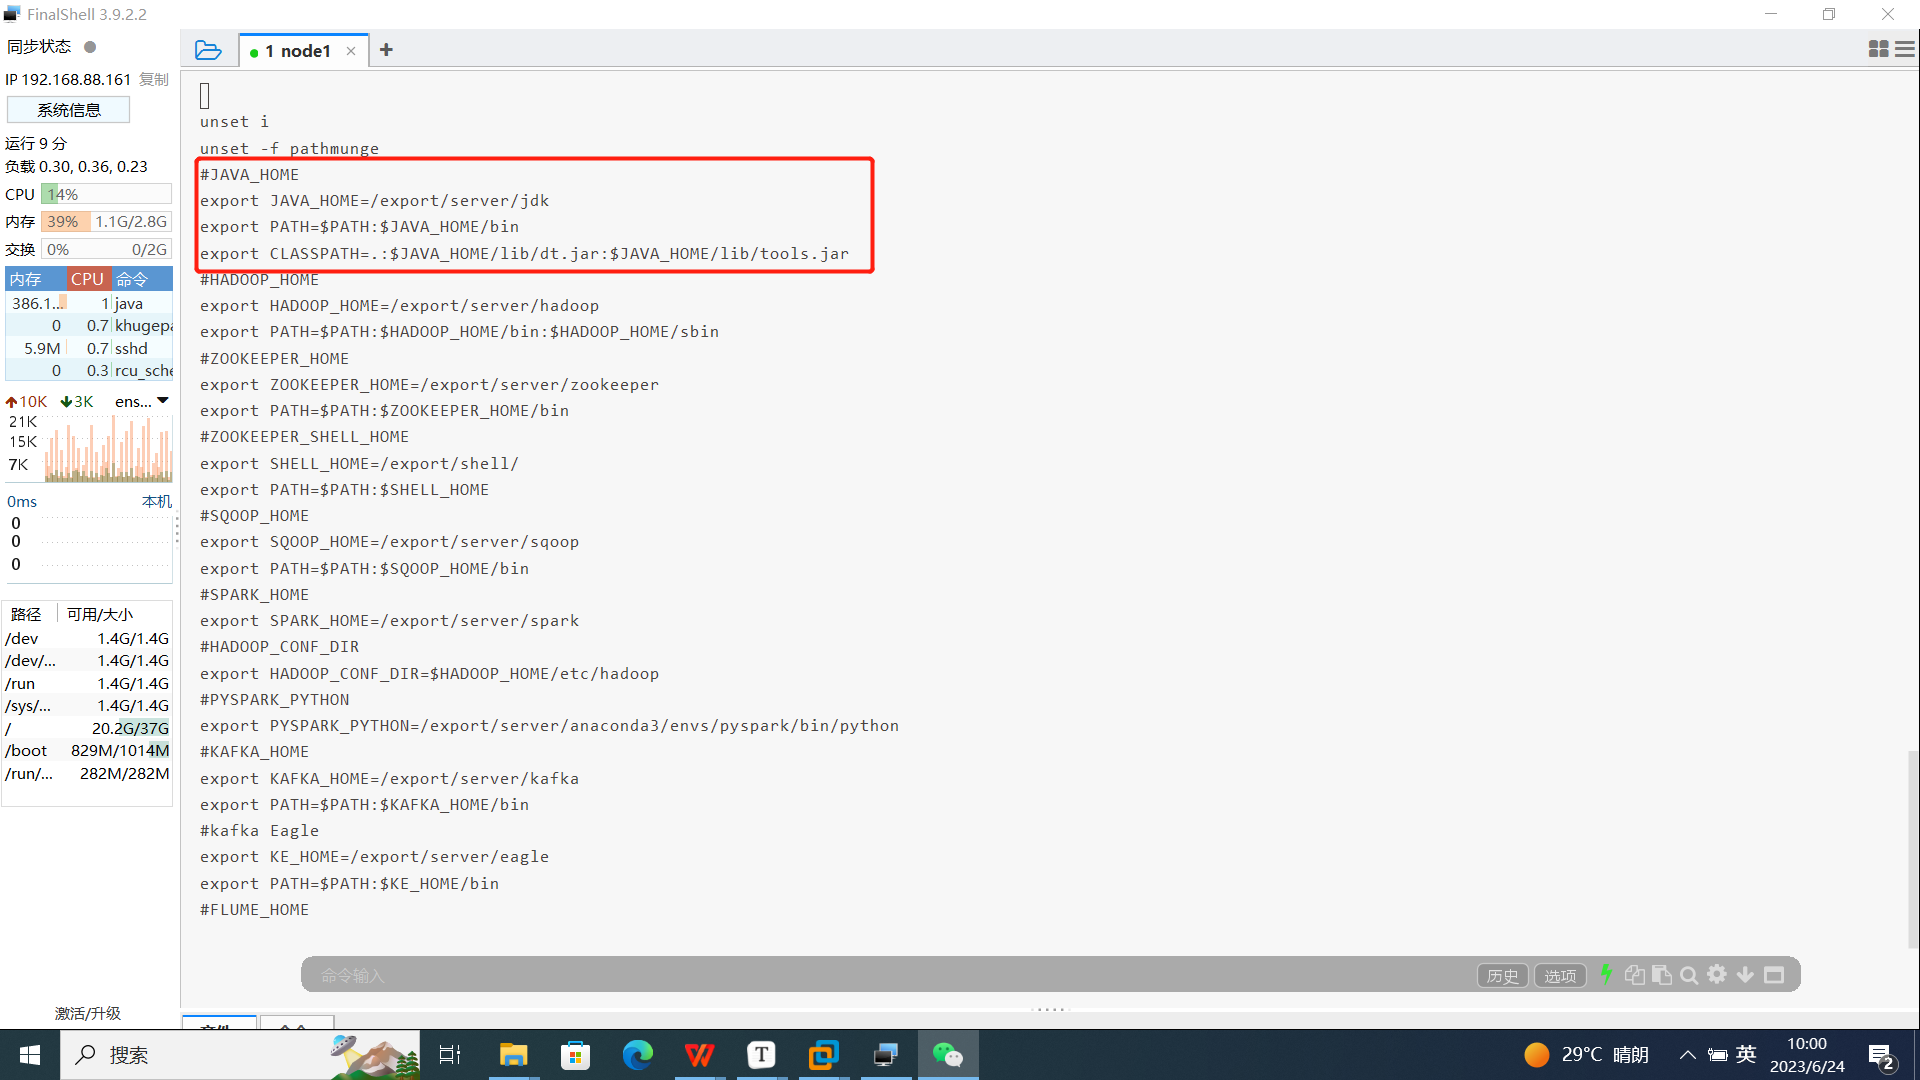 FinalShell 3.9.2.2
同步状态
IP 192.168.88.161 复制
系统信息
运行 9 分
负载 0.30, 0.36, 0.23
CPU 14%
内存 39% 1.1G/2.8G
交换 0% 0/2G
内存 CPU 命令
386.1... 1 java
0 0.7 khugepa
5.9M 0.7 sshd
0 0.3 rcu_sche
10K 3K ens...
21K
15K
7K
0ms 本机
0
0
0
路径 可用/大小
/dev 1.4G/1.4G
/dev/... 1.4G/1.4G
/run 1.4G/1.4G
/sys/... 1.4G/1.4G
/ 20.2G/37G
/boot 829M/1014M
/run/... 282M/282M
激活/升级
1 node1
unset i
unset -f pathmunge
#JAVA_HOME
export JAVA_HOME=/export/server/jdk
export PATH=$PATH:$JAVA_HOME/bin
export CLASSPATH=.:$JAVA_HOME/lib/dt.jar:$JAVA_HOME/lib/tools.jar
#HADOOP_HOME
export HADOOP_HOME=/export/server/hadoop
export PATH=$PATH:$HADOOP_HOME/bin:$HADOOP_HOME/sbin
#ZOOKEEPER_HOME
export ZOOKEEPER_HOME=/export/server/zookeeper
export PATH=$PATH:$ZOOKEEPER_HOME/bin
#ZOOKEEPER_SHELL_HOME
export SHELL_HOME=/export/shell/
export PATH=$PATH:$SHELL_HOME
#SQOOP_HOME
export SQOOP_HOME=/export/server/sqoop
export PATH=$PATH:$SQOOP_HOME/bin
#SPARK_HOME
export SPARK_HOME=/export/server/spark
#HADOOP_CONF_DIR
export HADOOP_CONF_DIR=$HADOOP_HOME/etc/hadoop
#PYSPARK_PYTHON
export PYSPARK_PYTHON=/export/server/anaconda3/envs/pyspark/bin/python
#KAFKA_HOME
export KAFKA_HOME=/export/server/kafka
export PATH=$PATH:$KAFKA_HOME/bin
#kafka Eagle
export KE_HOME=/export/server/eagle
export PATH=$PATH:$KE_HOME/bin
#FLUME_HOME
命令输入 历史 选项
搜索
29°C 晴朗
英
10:00
2023/6/24
2